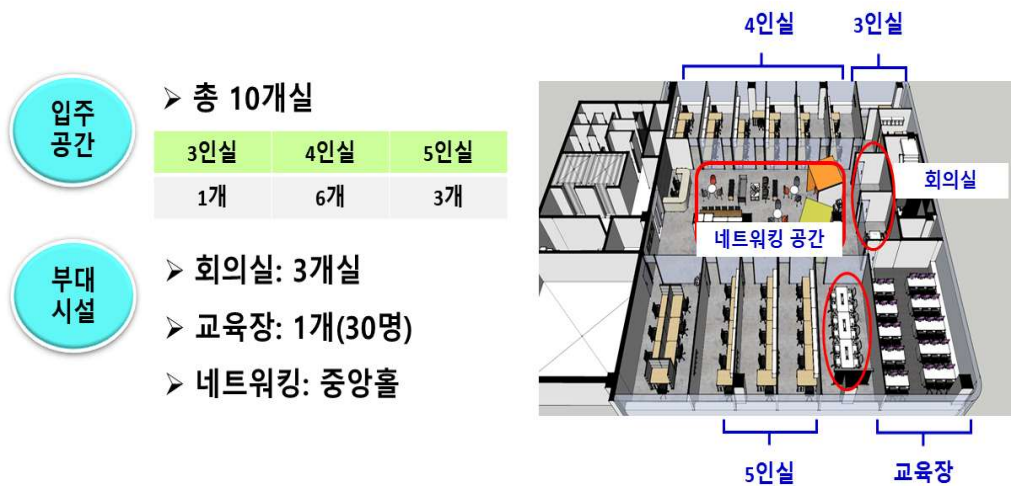 입주
공간
➢ 총 10개실
3인실 4인실 5인실
1개 6개 3개
부대
시설
➢ 회의실: 3개실
➢ 교육장: 1개(30명)
➢ 네트워킹: 중앙홀
4인실 3인실
회의실
네트워킹 공간
5인실 교육장